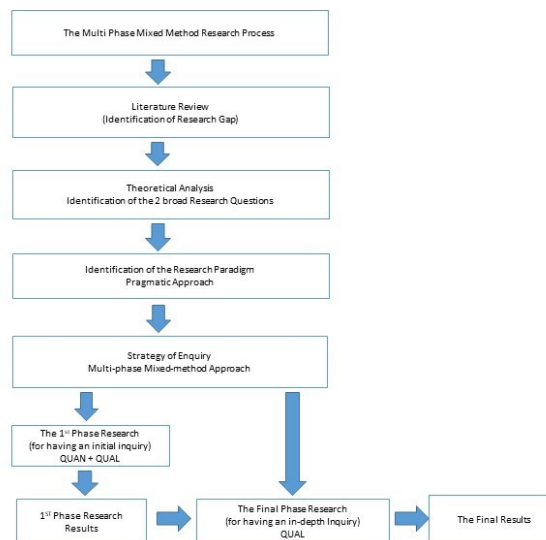 The Multi Phase Mixed Method Research Process
Literature Review
(Identification of Research Gap)
Theoretical Analysis
Identification of the 2 broad Research Questions
Identification of the Research Paradigm
Pragmatic Approach
Strategy of Enquiry
Multi-phase Mixed-method Approach
The 1st Phase Research
(for having an initial inquiry)
QUAN + QUAL
1ST Phase Research
Results
The Final Phase Research
(for having an in-depth Inquiry)
QUAL
The Final Results